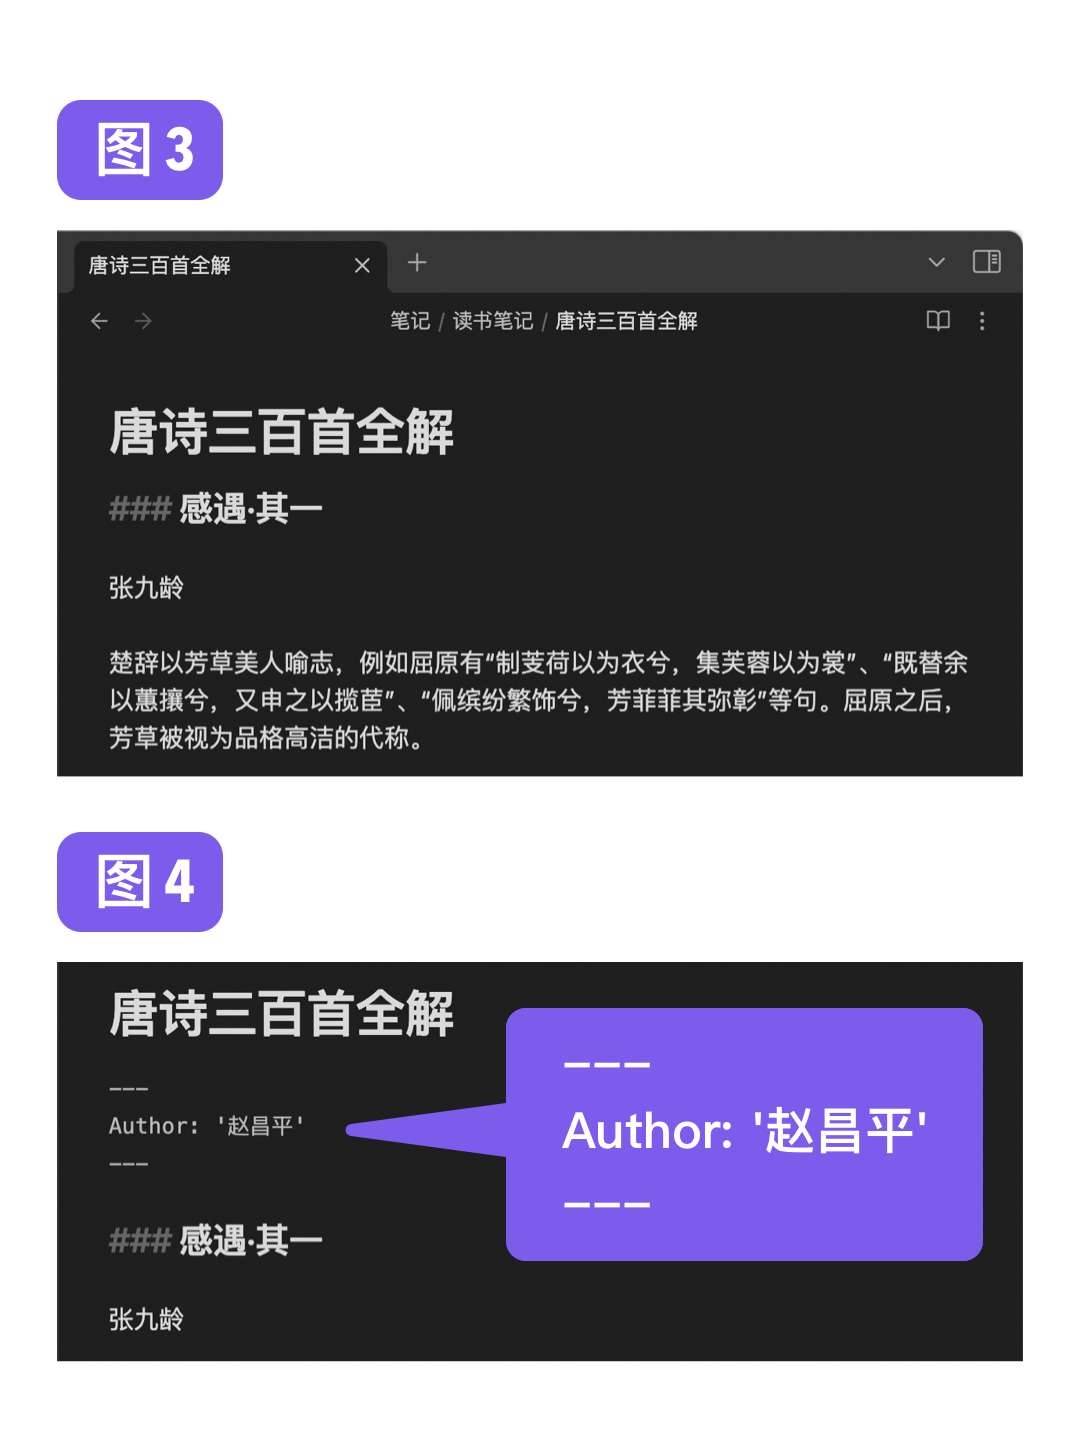 图 3
唐诗三百首全解
笔记 / 读书笔记 / 唐诗三百首全解
唐诗三百首全解
### 感遇·其一
张九龄
楚辞以芳草美人喻志，例如屈原有“制芰荷以为衣兮，集芙蓉以为裳”、“既替余
以蕙攘兮，又申之以揽茝”、“佩缤纷繁饰兮，芳菲菲其弥彰”等句。屈原之后，
芳草被视为品格高洁的代称。
图 4
唐诗三百首全解
---
Author: '赵昌平'
---
---
Author: '赵昌平'
---
### 感遇·其一
张九龄